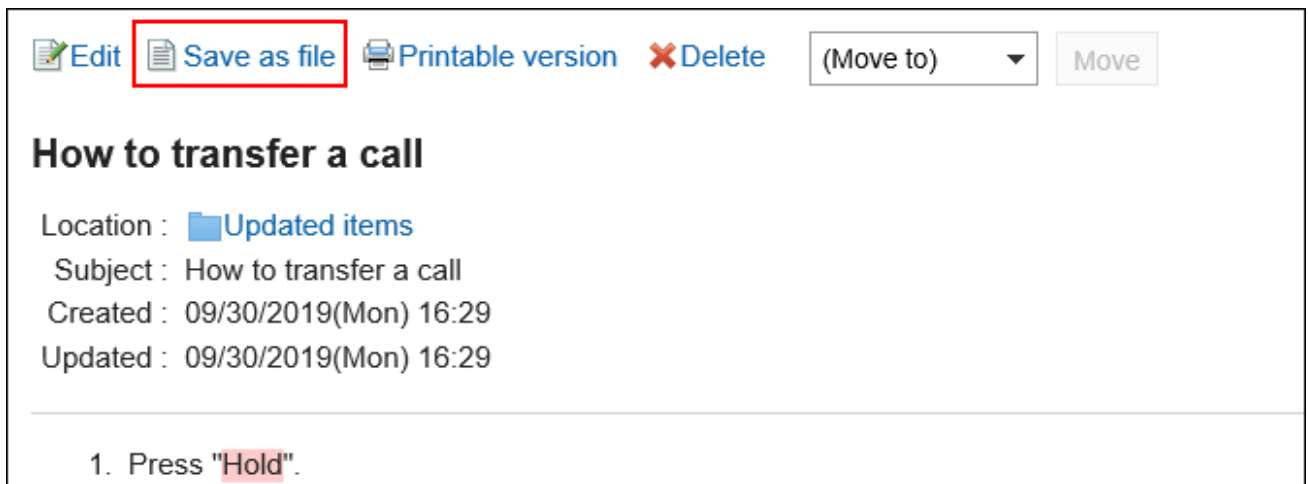 Edit Save as file Printable version Delete (Move to) Move
How to transfer a call
Location : Updated items
Subject : How to transfer a call
Created : 09/30/2019(Mon) 16:29
Updated : 09/30/2019(Mon) 16:29
1. Press "Hold".